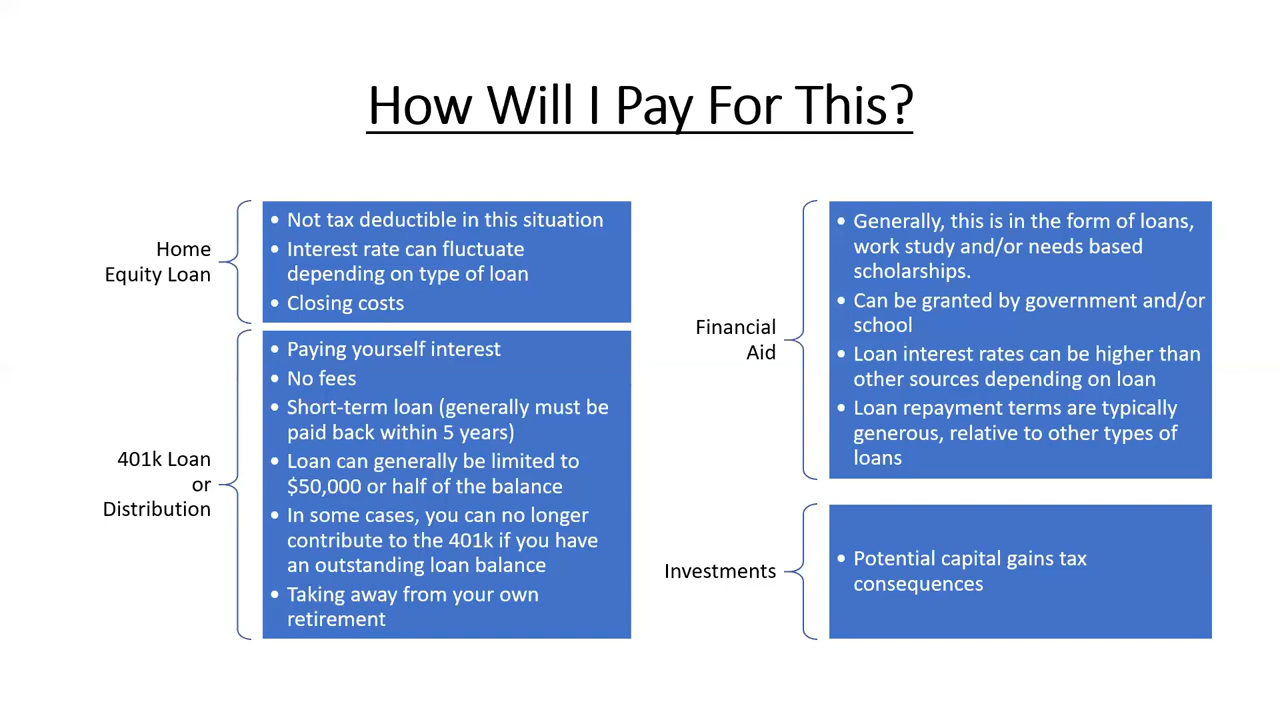 How Will I Pay For This?
Home
Equity Loan
• Not tax deductible in this situation
• Interest rate can fluctuate
depending on type of loan
• Closing costs
401k Loan
or
Distribution
• Paying yourself interest
• No fees
• Short-term loan (generally must be
paid back within 5 years)
• Loan can generally be limited to
$50,000 or half of the balance
• In some cases, you can no longer
contribute to the 401k if you have
an outstanding loan balance
• Taking away from your own
retirement
Financial
Aid
• Generally, this is in the form of loans,
work study and/or needs based
scholarships.
• Can be granted by government and/or
school
• Loan interest rates can be higher than
other sources depending on loan
• Loan repayment terms are typically
generous, relative to other types of
loans
Investments
• Potential capital gains tax
consequences